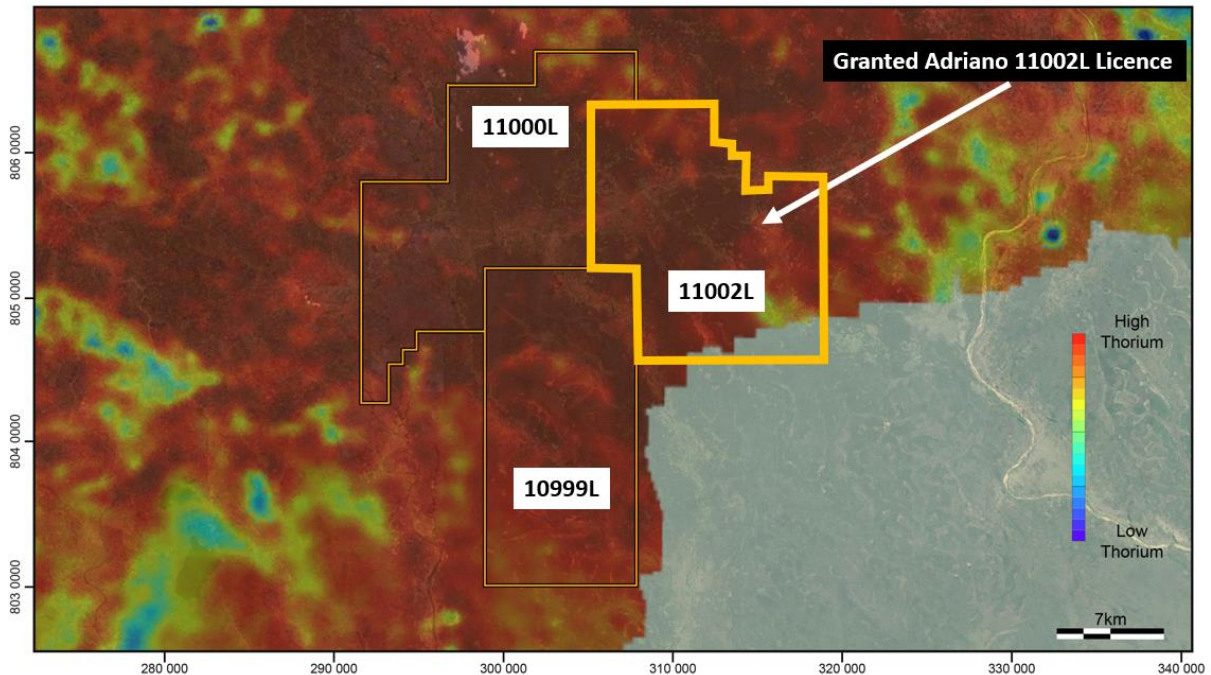 Granted Adriano 11002L Licence
11000L
11002L
10999L
High
Thorium
Low
Thorium
7km
806 0000
805 0000
804 0000
803 0000
280 000
290 000
300 000
310 000
320 000
330 000
340 000